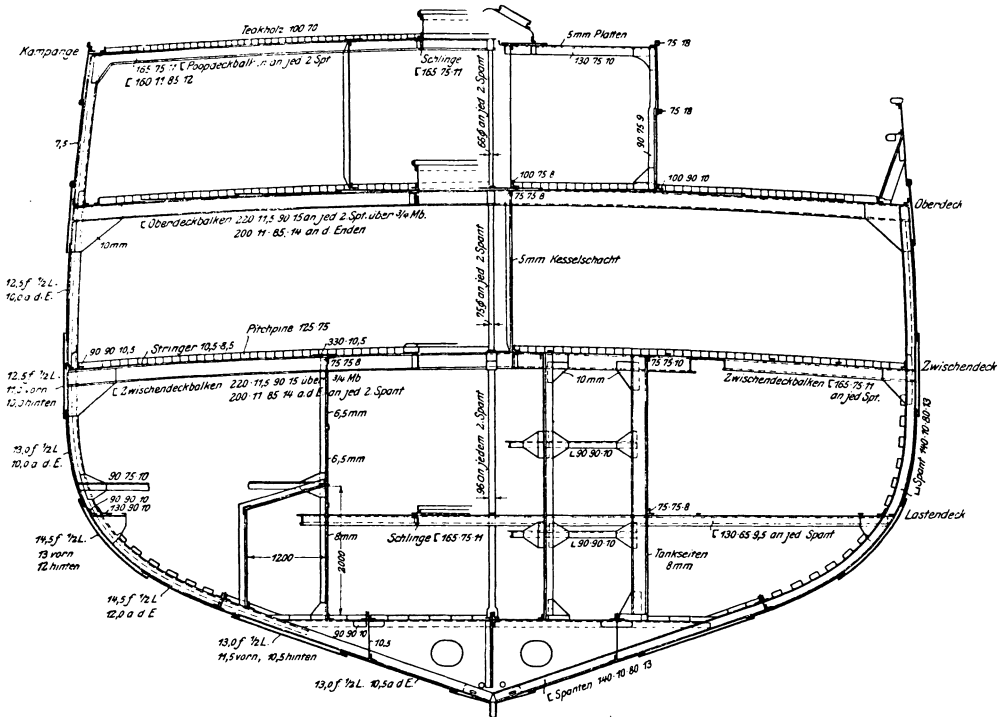 Teakholz 100·70
5mm Platten
75 18
Kampange
165·75·11
Poopdeckbalken an jed 2 Spt
[ 160 11 85 12
Schlinge
[ 165·75·11
130 75 10
75 18
7,5
66ϕ an jed 2 Spant
90 75 9
100 75 8
75 75 8
100 90 10
Oberdeck
[ Oberdeckbalken 220 11,5 90 15 an jed 2. Spt. über 3/4 Mb.
200 11·85·14 an d. Enden
10mm
75ϕ an jed 2 Spant
5mm Kesselschacht
12,5 f 1/2 L.
10,0 a d. E.
Pitchpine 125·75
90 90 10,5
Stringer 10,5·8,5
330·10,5
75 75 8
75 75 10
Zwischendeck
12,5 f 1/2 L.
hinten
[ Zwischendeckbalken 220·11,5 90 15 über 3/4 Mb
200·11 85 14 a.d.E an jed 2 Spant
10mm
Zwischendeckbalken [ 165·75·11
an jed Spt.
6,5mm
6,5mm
96 an jedem 2. Spant
L 90 90·10
Spant 140·10 80·13
13,0 f 1/2 L
10,0 a. d. E.
90 75·10
90 90 10
130 90 10
14,5 f 1/2 L.
13 vorn
12 hinten
75·75·8
Lastendeck
8mm
Schlinge [ 165 75·11
L 90·90·10
[ 130·65 9,5 an jed Spant
1200
2000
Tankseiten
8mm
14,5 f 1/2 L
12,0 a d E
90 90 10
10,5
13,0 f 1/2 L.
11,5 vorn, 10,5 hinten
13,0 f 1/2 L. 10,5 a d E.
[ Spanten 140·10 80 13